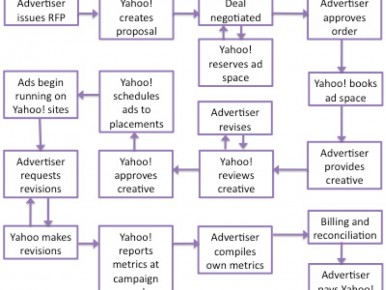 Advertiser
issues RFP
Yahoo!
creates
proposal
Deal
negotiated
Advertiser
approves
order
Yahoo!
reserves ad
space
Yahoo! books
ad space
Advertiser
provides
creative
Advertiser
revises
Yahoo!
reviews
creative
Yahoo!
approves
creative
Yahoo!
schedules
ads to
placements
Ads begin
running on
Yahoo! sites
Advertiser
requests
revisions
Yahoo makes
revisions
Yahoo!
reports
metrics at
campaign
Advertiser
compiles
own metrics
Billing and
reconciliation
Advertiser
pays Yahoo!